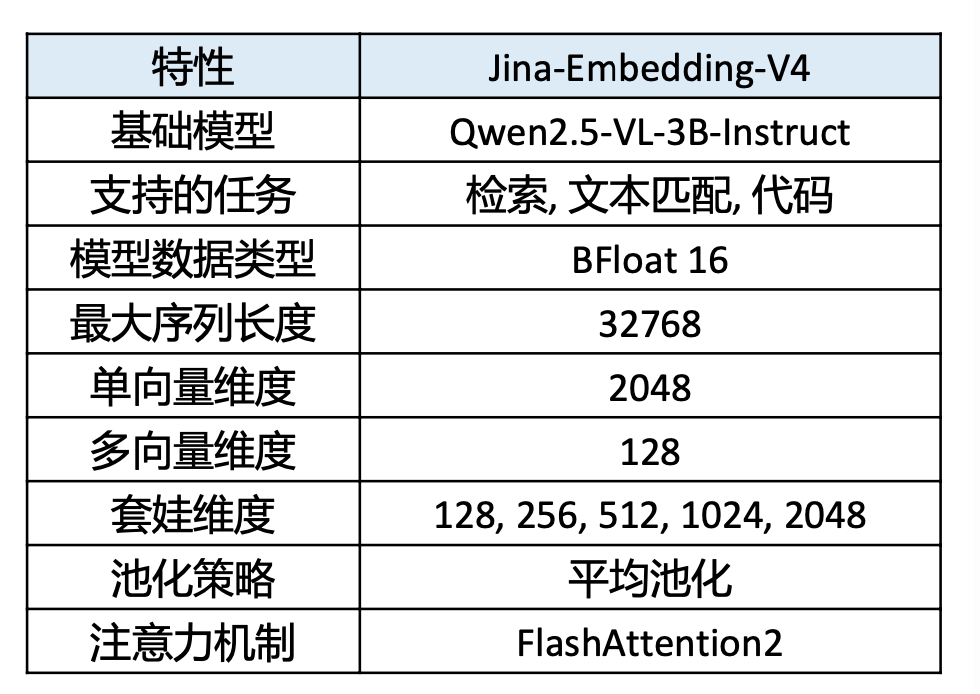 特性 Jina-Embedding-V4
基础模型 Qwen2.5-VL-3B-Instruct
支持的任务 检索, 文本匹配, 代码
模型数据类型 BFloat 16
最大序列长度 32768
单向量维度 2048
多向量维度 128
套娃维度 128, 256, 512, 1024, 2048
池化策略 平均池化
注意力机制 FlashAttention2